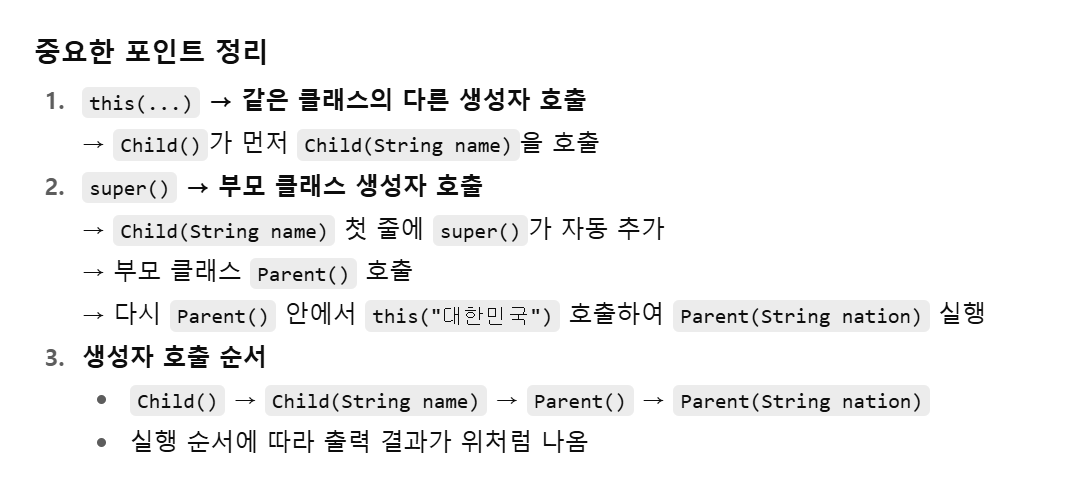 중요한 포인트 정리
1. this(...) → 같은 클래스의 다른 생성자 호출
→ Child()가 먼저 Child(String name)을 호출
2. super() → 부모 클래스 생성자 호출
→ Child(String name) 첫 줄에 super()가 자동 추가
→ 부모 클래스 Parent() 호출
→ 다시 Parent() 안에서 this("대한민국") 호출하여 Parent(String nation) 실행
3. 생성자 호출 순서
• Child() → Child(String name) → Parent() → Parent(String nation)
• 실행 순서에 따라 출력 결과가 위처럼 나옴